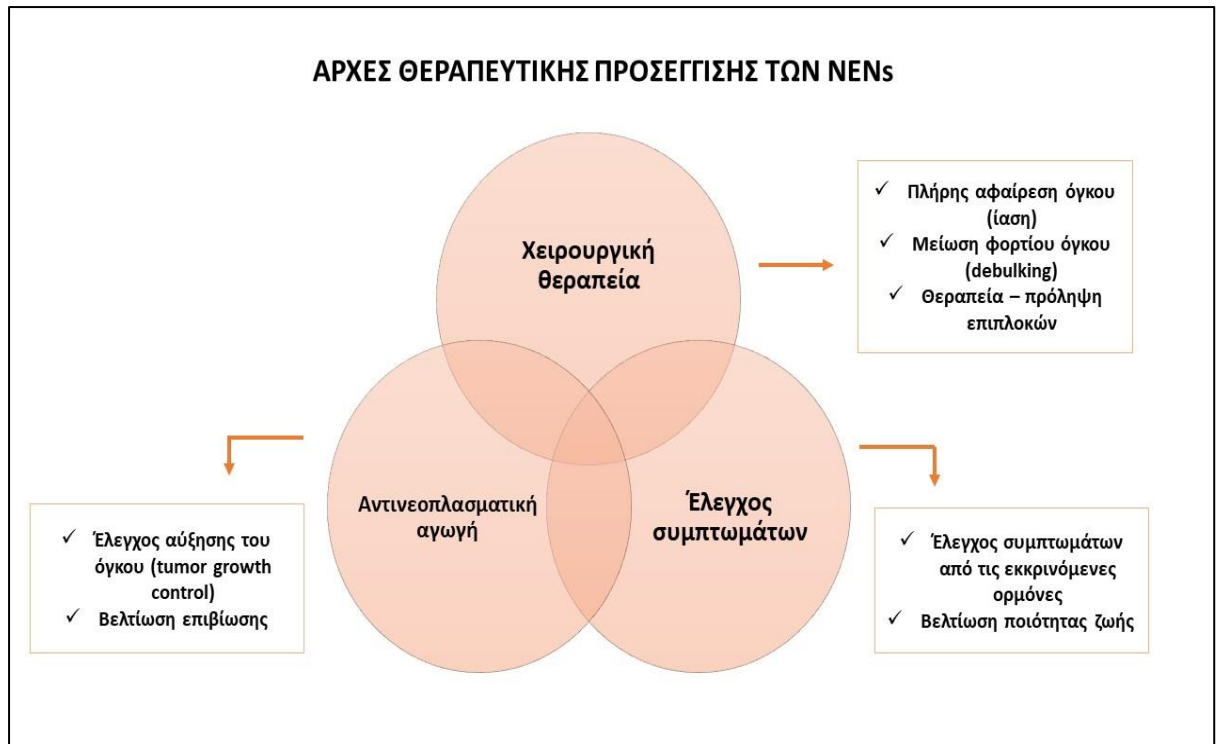 ΑΡΧΕΣ ΘΕΡΑΠΕΥΤΙΚΗΣ ΠΡΟΣΕΓΓΙΣΗΣ ΤΩΝ ΝΕΝs
Χειρουργική
θεραπεία
✓ Πλήρης αφαίρεση όγκου
(ίαση)
✓ Μείωση φορτίου όγκου
(debulking)
✓ Θεραπεία – πρόληψη
επιπλοκών
Αντινεοπλασματική
αγωγή
Έλεγχος
συμπτωμάτων
✓ Έλεγχος αύξησης του
όγκου (tumor growth
control)
✓ Βελτίωση επιβίωσης
✓ Έλεγχος συμπτωμάτων
από τις εκκρινόμενες
ορμόνες
✓ Βελτίωση ποιότητας ζωής